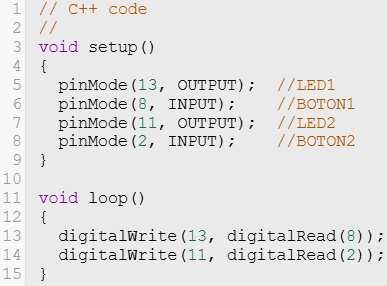 1 // C++ code
2 //
3 void setup()
4 {
5   pinMode(13, OUTPUT);  //LED1
6   pinMode(8, INPUT);    //BOTON1
7   pinMode(11, OUTPUT);  //LED2
8   pinMode(2, INPUT);    //BOTON2
9 }
10
11 void loop()
12 {
13   digitalWrite(13, digitalRead(8));
14   digitalWrite(11, digitalRead(2));
15 }